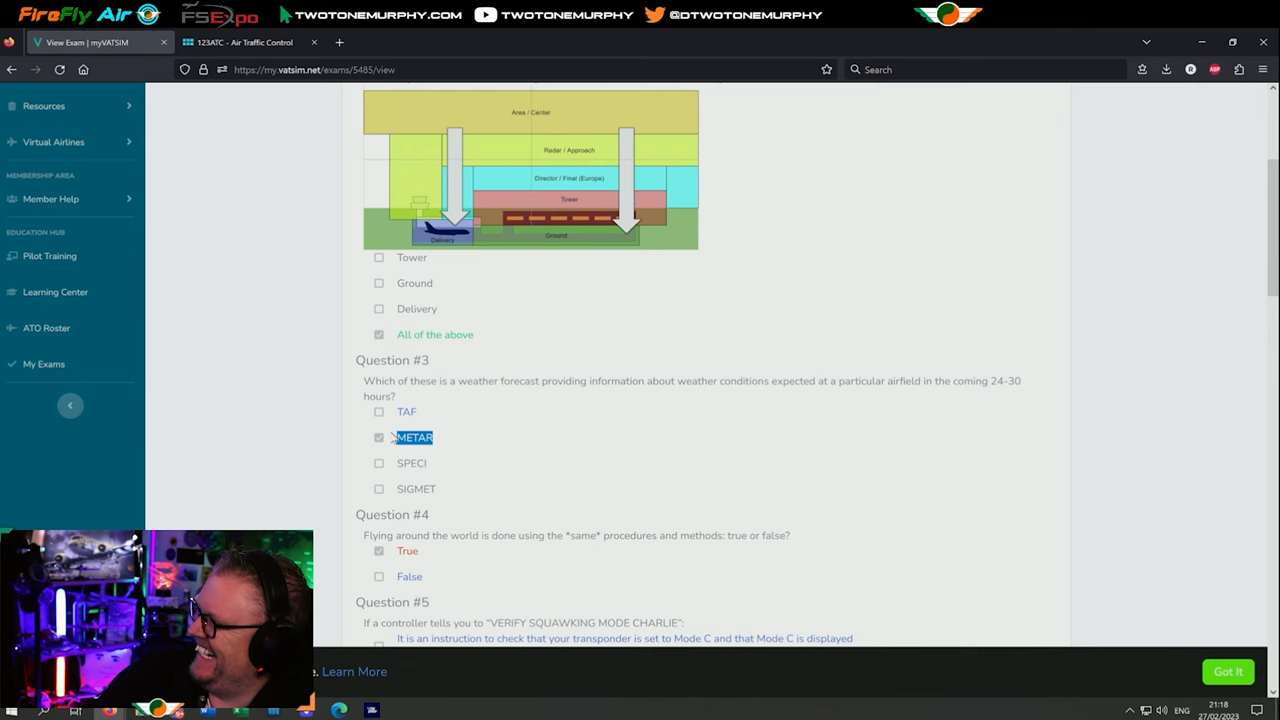 FireFly Air
FSExpo
TWOTONEMURPHY.COM
TWOTONEMURPHY
@DTWOTONEMURPHY
View Exam | myVATSIM
123ATC - Air Traffic Control
https://my.vatsim.net/exams/5485/view
Search
Resources
Virtual Airlines
MEMBERSHIP AREA
Member Help
EDUCATION HUB
Pilot Training
Learning Center
ATO Roster
My Exams
Area / Center
Radar / Approach
Director / Final (Europe)
Tower
Ground
Delivery
Tower
Ground
Delivery
All of the above
Question #3
Which of these is a weather forecast providing information about weather conditions expected at a particular airfield in the coming 24-30
hours?
TAF
METAR
SPECI
SIGMET
Question #4
Flying around the world is done using the *same* procedures and methods: true or false?
True
False
Question #5
If a controller tells you to “VERIFY SQUAWKING MODE CHARLIE”:
It is an instruction to check that your transponder is set to Mode C and that Mode C is displayed
e. Learn More
Got It
ENG
21:18
27/02/2023